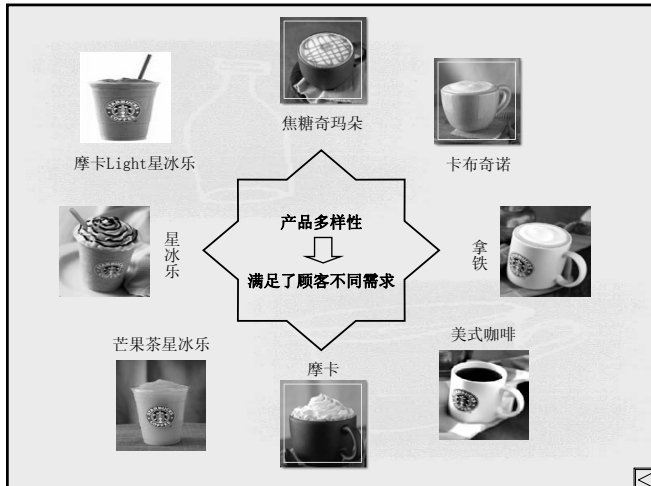 焦糖奇玛朵
摩卡Light星冰乐
卡布奇诺
产品多样性
满足了顾客不同需求
星冰乐
拿铁
芒果茶星冰乐
摩卡
美式咖啡